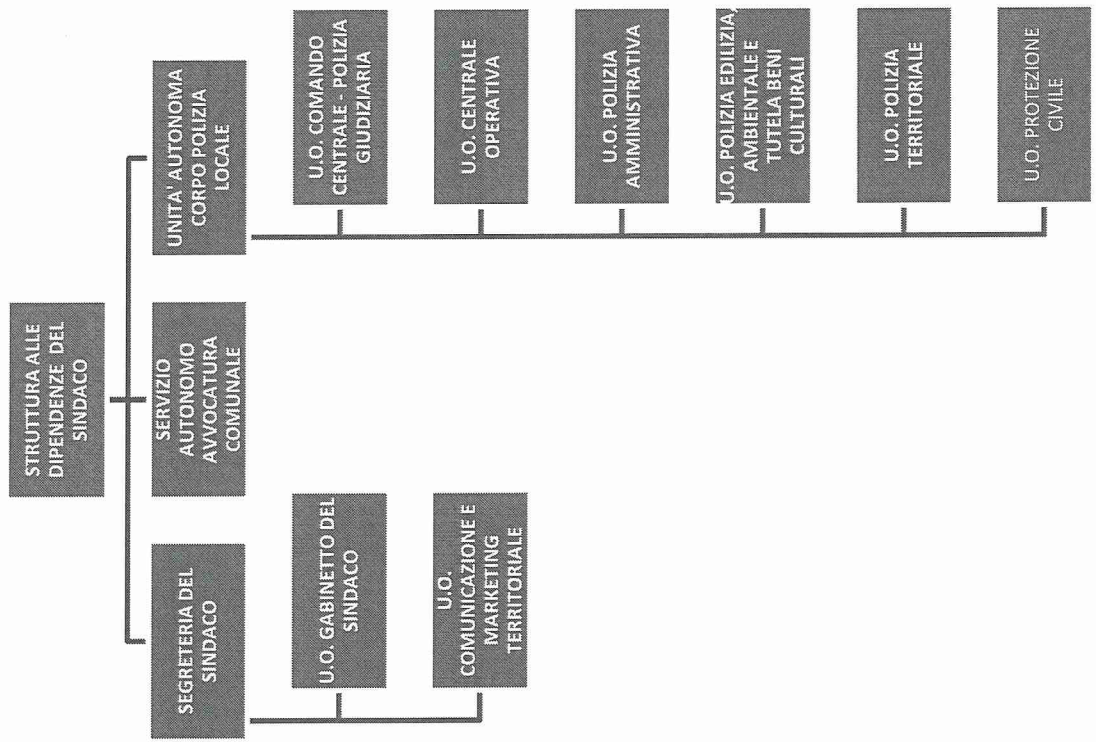 STRUTTURA ALLE
DIPENDENZE DEL
SINDACO
SEGRETERIA DEL
SINDACO
U.O. GABINETTO DEL
SINDACO
U.O.
COMUNICAZIONE E
MARKETING
TERRITORIALE
SERVIZIO
AUTONOMO
AVVOCATURA
COMUNALE
UNITA' AUTONOMA
CORPO POLIZIA
LOCALE
U.O. COMANDO
CENTRALE - POLIZIA
GIUDIZIARIA
U.O. CENTRALE
OPERATIVA
U.O. POLIZIA
AMMINISTRATIVA
U.O. POLIZIA EDILIZIA,
AMBIENTALE E
TUTELA BENI
CULTURALI
U.O. POLIZIA
TERRITORIALE
U.O. PROTEZIONE
CIVILE